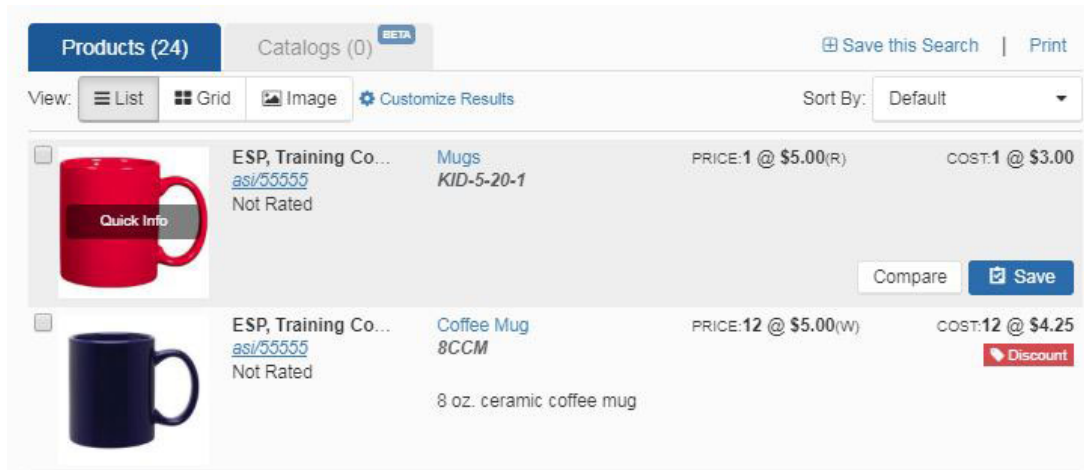 Products (24)
Catalogs (0) BETA
Save this Search | Print
View: List Grid Image Customize Results
Sort By: Default
ESP, Training Co... Mugs PRICE:1 @ $5.00(R) COST:1 @ $3.00
asi/55555 KID-5-20-1
Not Rated
Quick Info
Compare Save
ESP, Training Co... Coffee Mug PRICE:12 @ $5.00(W) COST:12 @ $4.25
asi/55555 8CCM Discount
Not Rated
8 oz. ceramic coffee mug